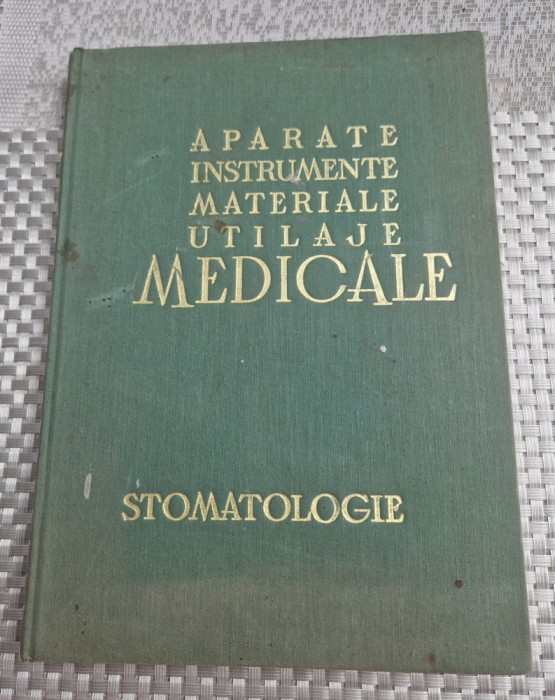 APARATE
INSTRUMENTE
MATERIALE
UTILAJE
MEDICALE
STOMATOLOGIE